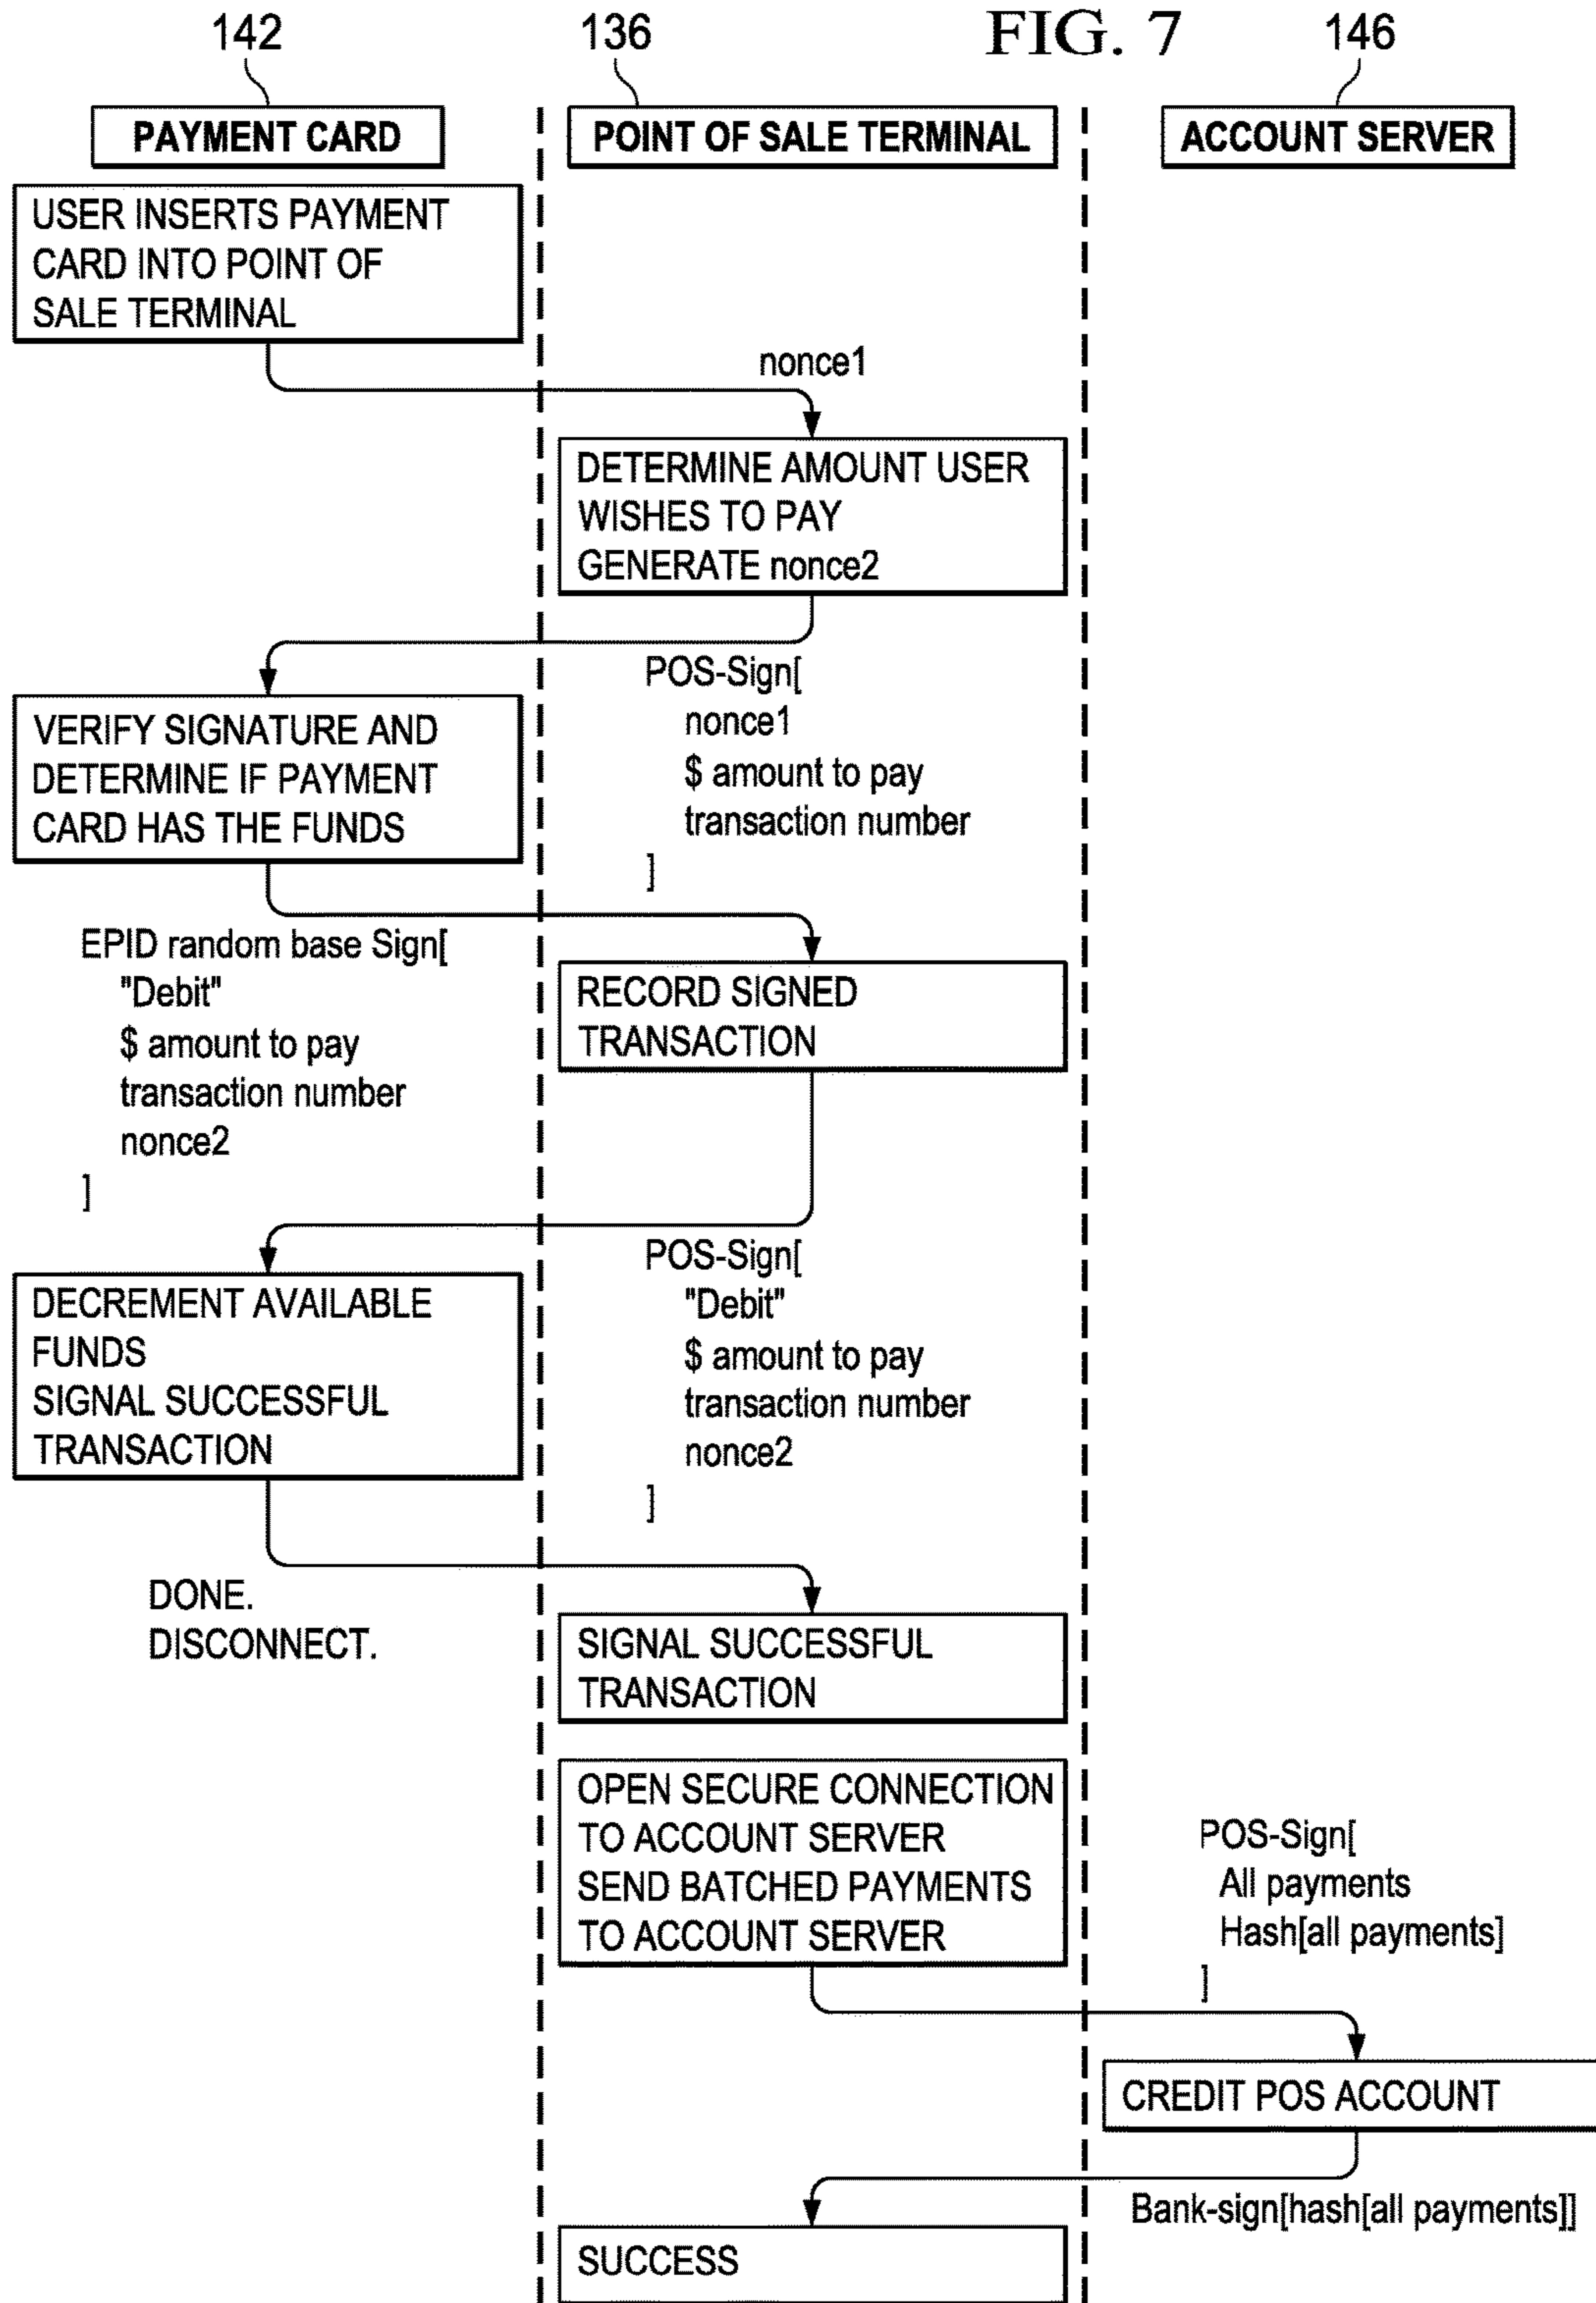 142
136
FIG. 7
146
PAYMENT CARD
POINT OF SALE TERMINAL
ACCOUNT SERVER
USER INSERTS PAYMENT
CARD INTO POINT OF
SALE TERMINAL
nonce1
DETERMINE AMOUNT USER
WISHES TO PAY
GENERATE nonce2
POS-Sign[
nonce1
$ amount to pay
transaction number
]
VERIFY SIGNATURE AND
DETERMINE IF PAYMENT
CARD HAS THE FUNDS
EPID random base Sign[
"Debit"
$ amount to pay
transaction number
nonce2
]
RECORD SIGNED
TRANSACTION
POS-Sign[
"Debit"
$ amount to pay
transaction number
nonce2
]
DECREMENT AVAILABLE
FUNDS
SIGNAL SUCCESSFUL
TRANSACTION
DONE.
DISCONNECT.
SIGNAL SUCCESSFUL
TRANSACTION
OPEN SECURE CONNECTION
TO ACCOUNT SERVER
SEND BATCHED PAYMENTS
TO ACCOUNT SERVER
POS-Sign[
All payments
Hash[all payments]
]
CREDIT POS ACCOUNT
Bank-sign[hash[all payments]]
SUCCESS